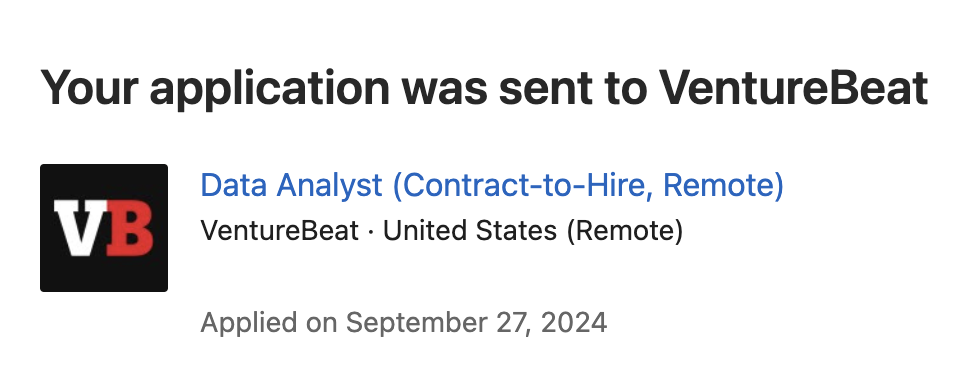 Your application was sent to VentureBeat
VB
Data Analyst (Contract-to-Hire, Remote)
VentureBeat · United States (Remote)
Applied on September 27, 2024